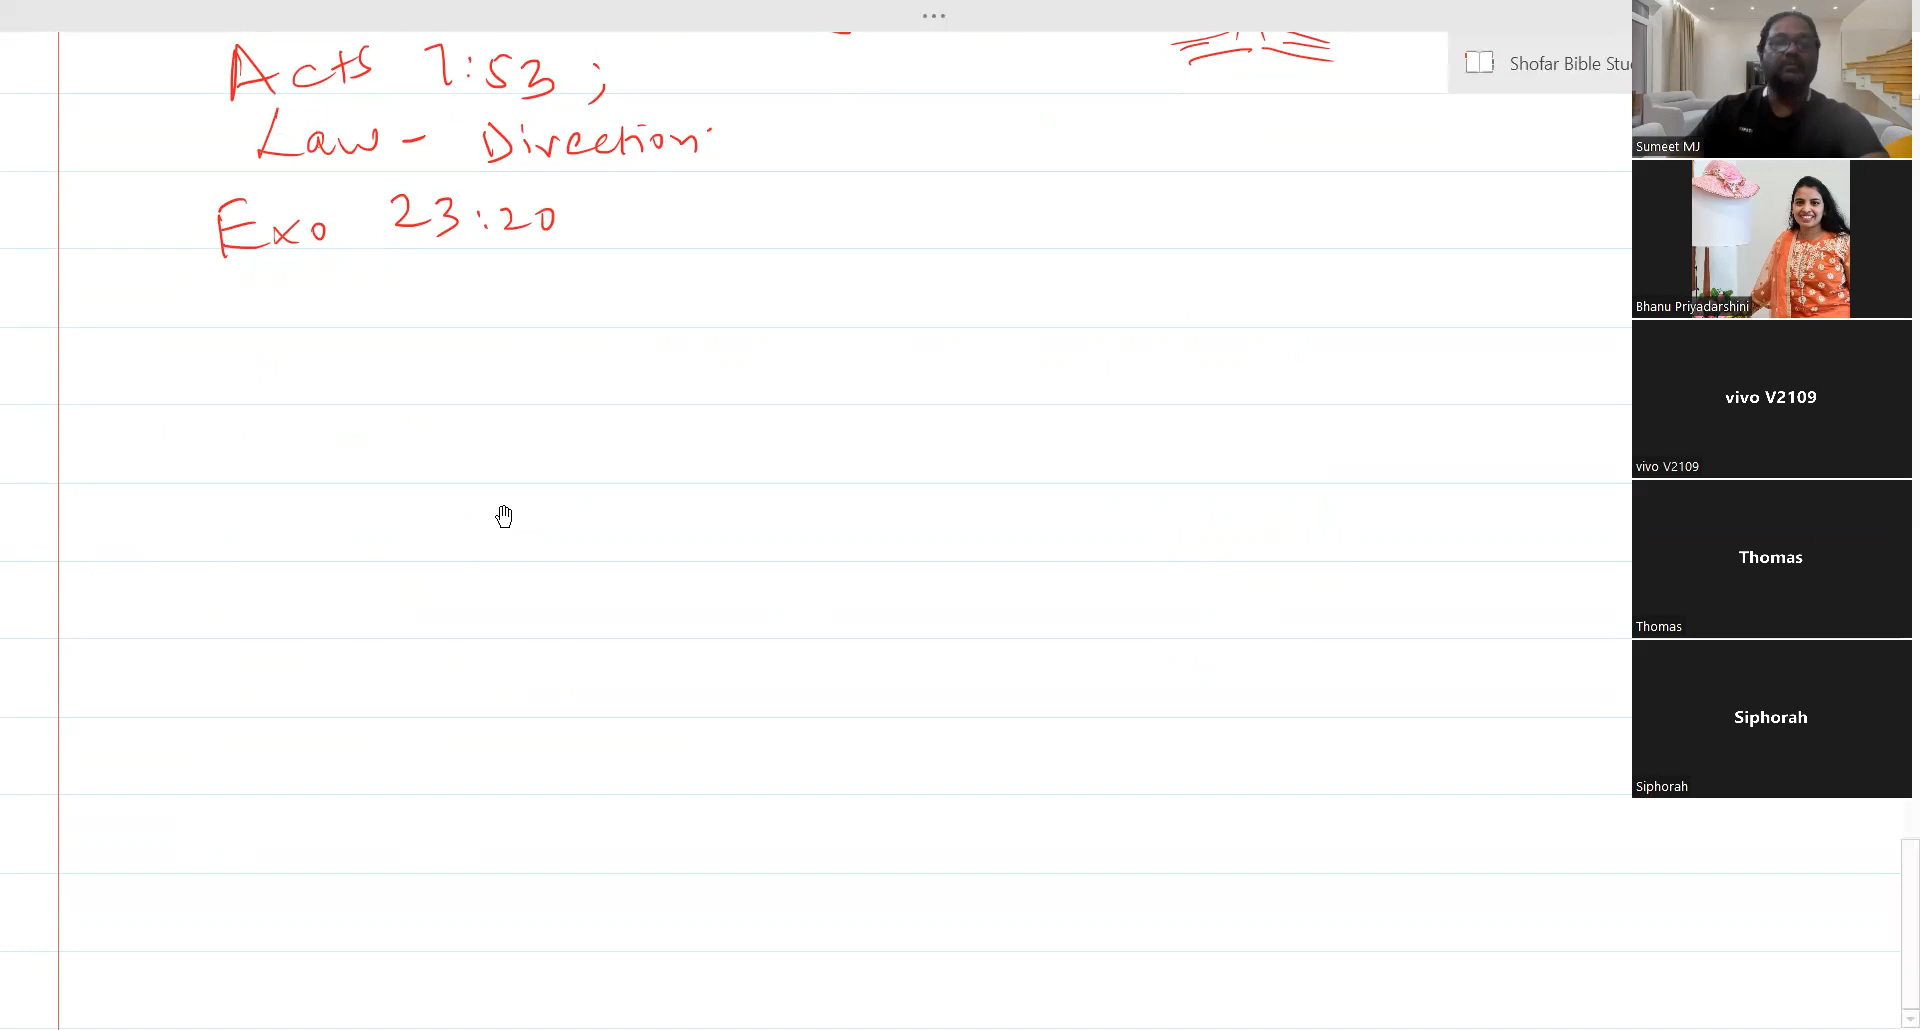 Acts 7:53 ;
Law - Direction
Exo 23:20
Shofar Bible Stu
Sumeet MJ
Bhanu Priyadarshini
vivo V2109
vivo V2109
Thomas
Thomas
Siphorah
Siphorah